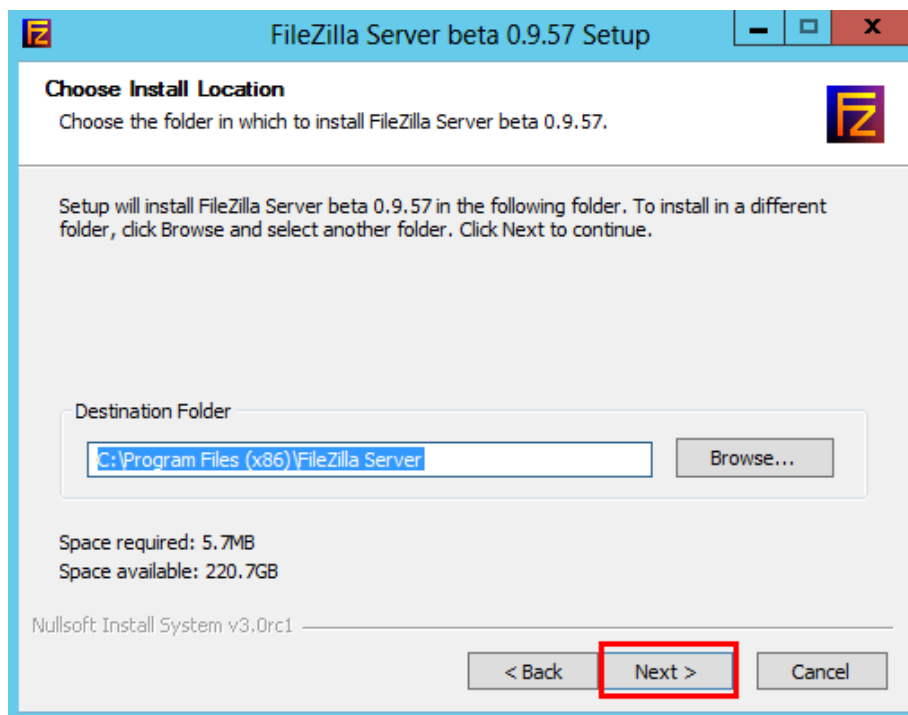 FileZilla Server beta 0.9.57 Setup
Choose Install Location
Choose the folder in which to install FileZilla Server beta 0.9.57.
Setup will install FileZilla Server beta 0.9.57 in the following folder. To install in a different
folder, click Browse and select another folder. Click Next to continue.
Destination Folder
C:\Program Files (x86)\FileZilla Server
Browse...
Space required: 5.7MB
Space available: 220.7GB
Nullsoft Install System v3.0rc1
< Back
Next >
Cancel